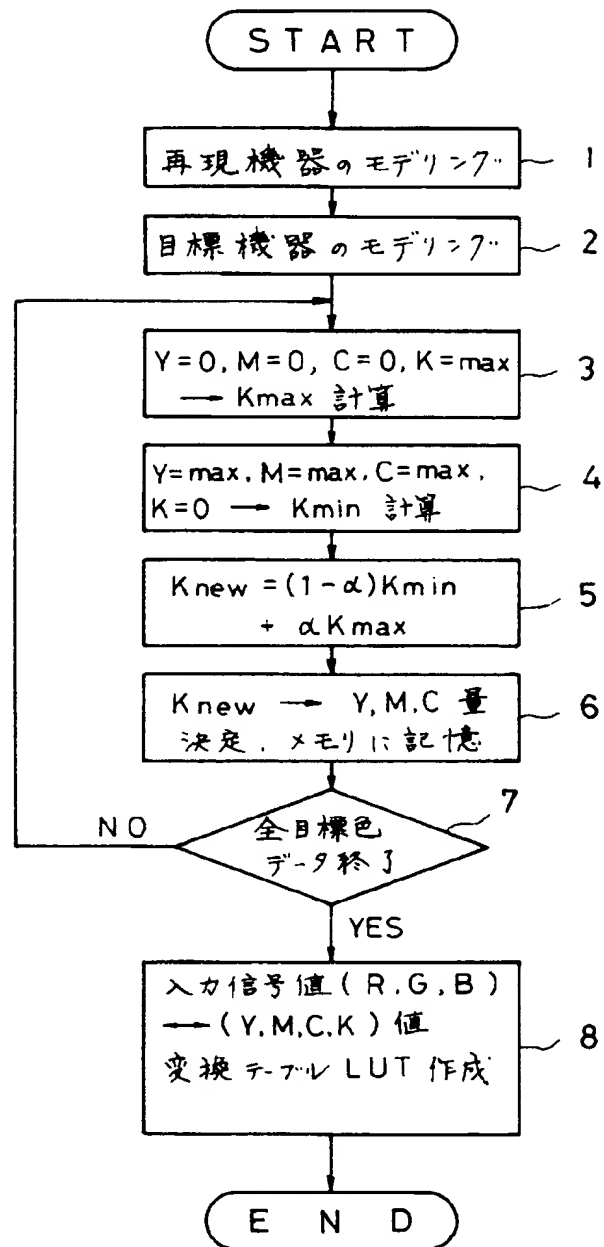 START
再現機器のモデリング 1
目標機器のモデリング 2
Y=0, M=0, C=0, K=max
→ Kmax 計算 3
Y=max, M=max, C=max,
K=0 → Kmin 計算 4
Knew =(1-α)Kmin
+ αKmax 5
Knew → Y,M,C 量
決定,メモリに記憶 6
7
NO
全目標色
データ終了
YES
入力信号値(R,G,B)
↔(Y,M,C,K)値
変換テーブル LUT 作成 8
END